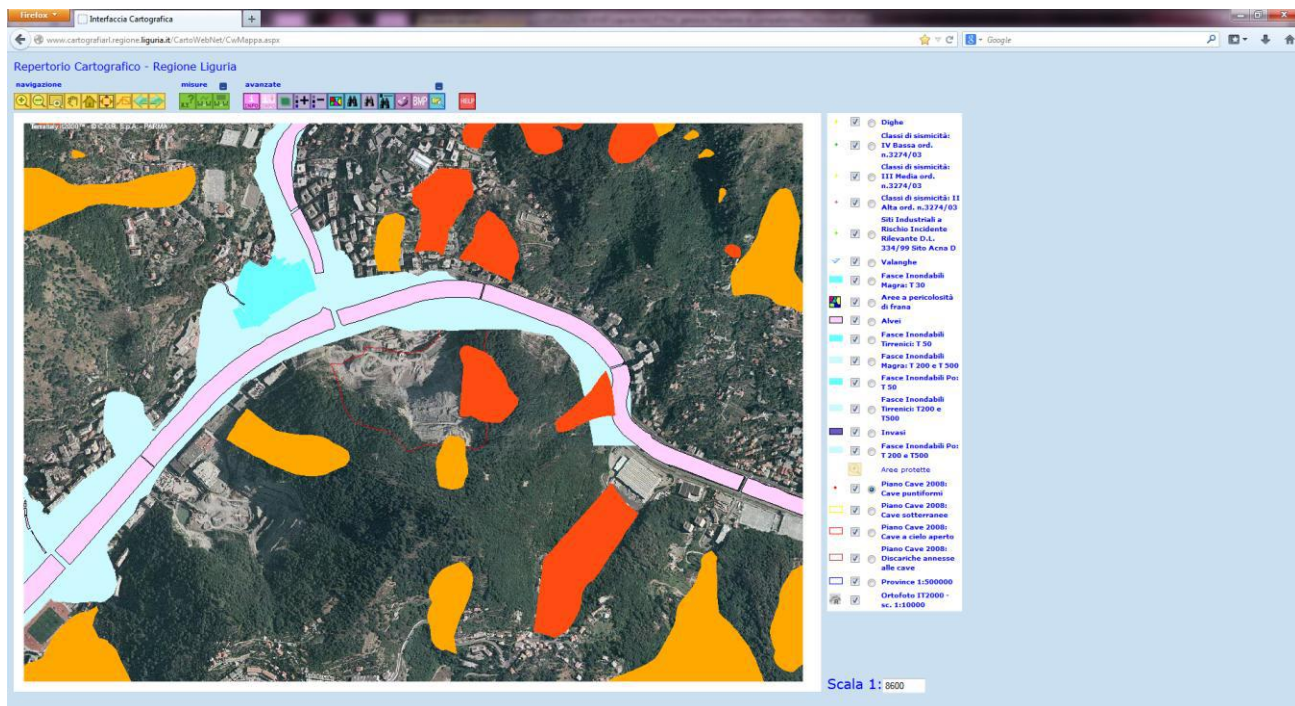 Firefox
Interfaccia Cartografica
www.cartografiarl.regione.liguria.it/CartoWebNet/CwMappa.aspx
Google
Repertorio Cartografico - Regione Liguria
navigazione
misure
avanzate
BMP
HELP
Dighe
Classi di sismicità:
IV Bassa ord.
n.3274/03
Classi di sismicità:
III Media ord.
n.3274/03
Classi di sismicità: II
Alta ord. n.3274/03
Siti Industriali a
Rischio Incidente
Rilevante D.L.
334/99 Sito Acna D
Valanghe
Fasce Inondabili
Magra: T 30
Aree a pericolosità
di frana
Alvei
Fasce Inondabili
Tirrenici: T 50
Fasce Inondabili
Magra: T 200 e T 500
Fasce Inondabili Po:
T 50
Fasce Inondabili
Tirrenici: T200 e
T500
Invasi
Fasce Inondabili Po:
T 200 e T500
Aree protette
Piano Cave 2008:
Cave puntiformi
Piano Cave 2008:
Cave sotterranee
Piano Cave 2008:
Cave a cielo aperto
Piano Cave 2008:
Discariche annesse
alle cave
Province 1:500000
Ortofoto IT2000 -
sc. 1:10000
Scala 1: 8600